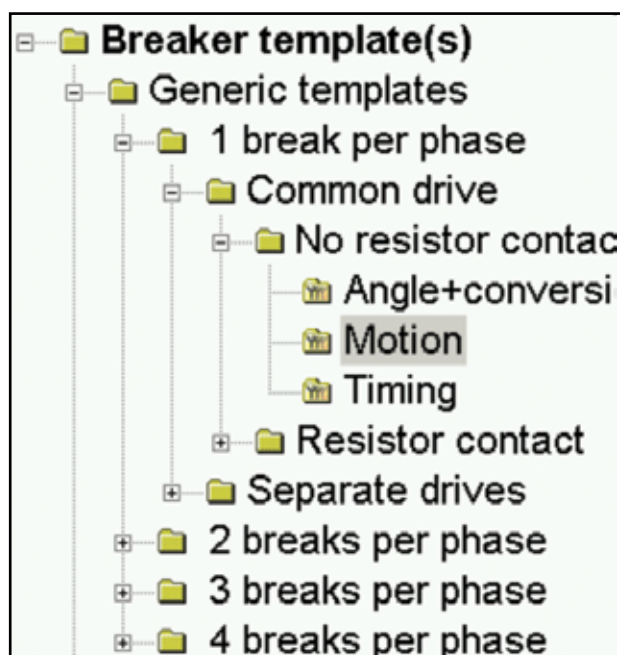 Breaker template(s)
Generic templates
1 break per phase
Common drive
No resistor contac
Angle+conversi
Motion
Timing
Resistor contact
Separate drives
2 breaks per phase
3 breaks per phase
4 breaks per phase